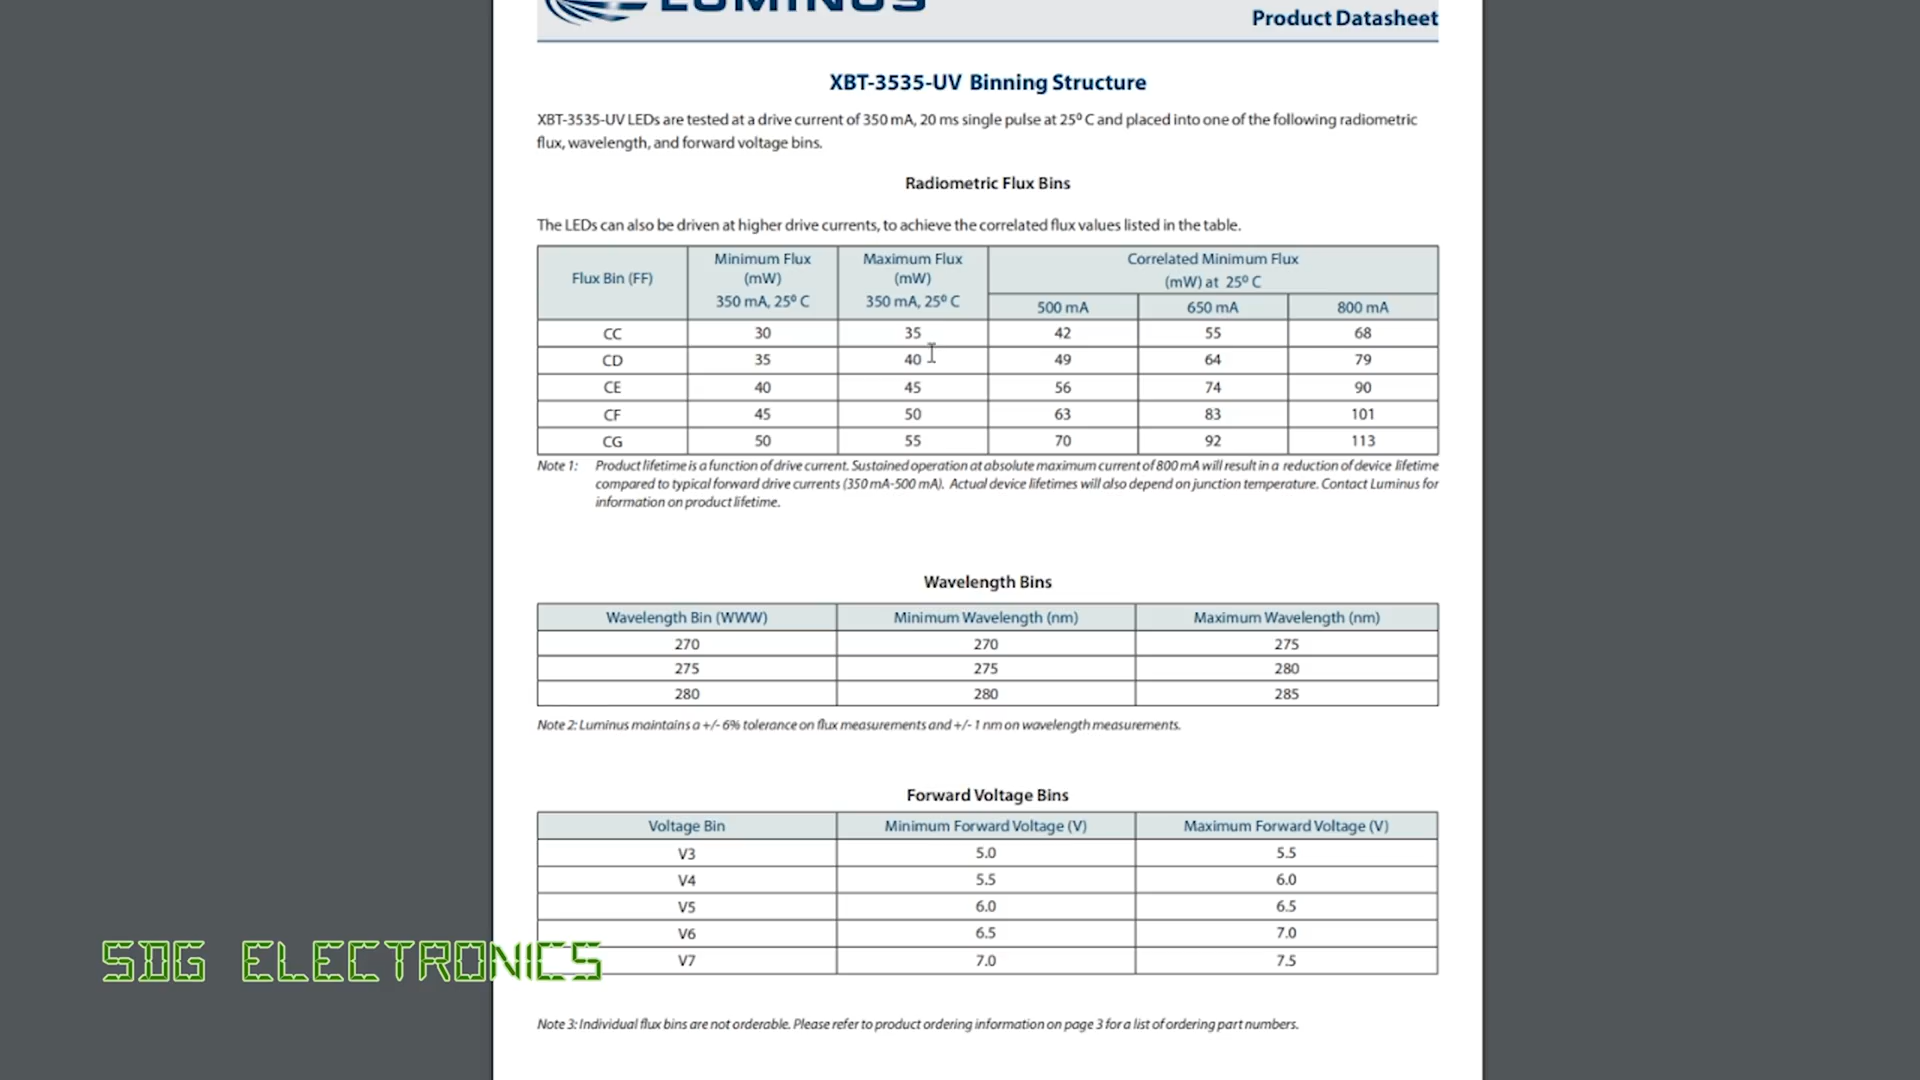 LUMINUS
Product Datasheet
XBT-3535-UV Binning Structure
XBT-3535-UV LEDs are tested at a drive current of 350 mA, 20 ms single pulse at 25º C and placed into one of the following radiometric
flux, wavelength, and forward voltage bins.
Radiometric Flux Bins
The LEDs can also be driven at higher drive currents, to achieve the correlated flux values listed in the table.
Flux Bin (FF) Minimum Flux (mW) 350 mA, 25º C Maximum Flux (mW) 350 mA, 25º C Correlated Minimum Flux (mW) at 25º C
500 mA 650 mA 800 mA
CC 30 35 42 55 68
CD 35 40 49 64 79
CE 40 45 56 74 90
CF 45 50 63 83 101
CG 50 55 70 92 113
Note 1: Product lifetime is a function of drive current. Sustained operation at absolute maximum current of 800 mA will result in a reduction of device lifetime
compared to typical forward drive currents (350 mA-500 mA). Actual device lifetimes will also depend on junction temperature. Contact Luminus for
information on product lifetime.
Wavelength Bins
Wavelength Bin (WWW) Minimum Wavelength (nm) Maximum Wavelength (nm)
270 270 275
275 275 280
280 280 285
Note 2: Luminus maintains a +/- 6% tolerance on flux measurements and +/- 1 nm on wavelength measurements.
Forward Voltage Bins
Voltage Bin Minimum Forward Voltage (V) Maximum Forward Voltage (V)
V3 5.0 5.5
V4 5.5 6.0
V5 6.0 6.5
V6 6.5 7.0
V7 7.0 7.5
SDG ELECTRONICS
Note 3: Individual flux bins are not orderable. Please refer to product ordering information on page 3 for a list of ordering part numbers.